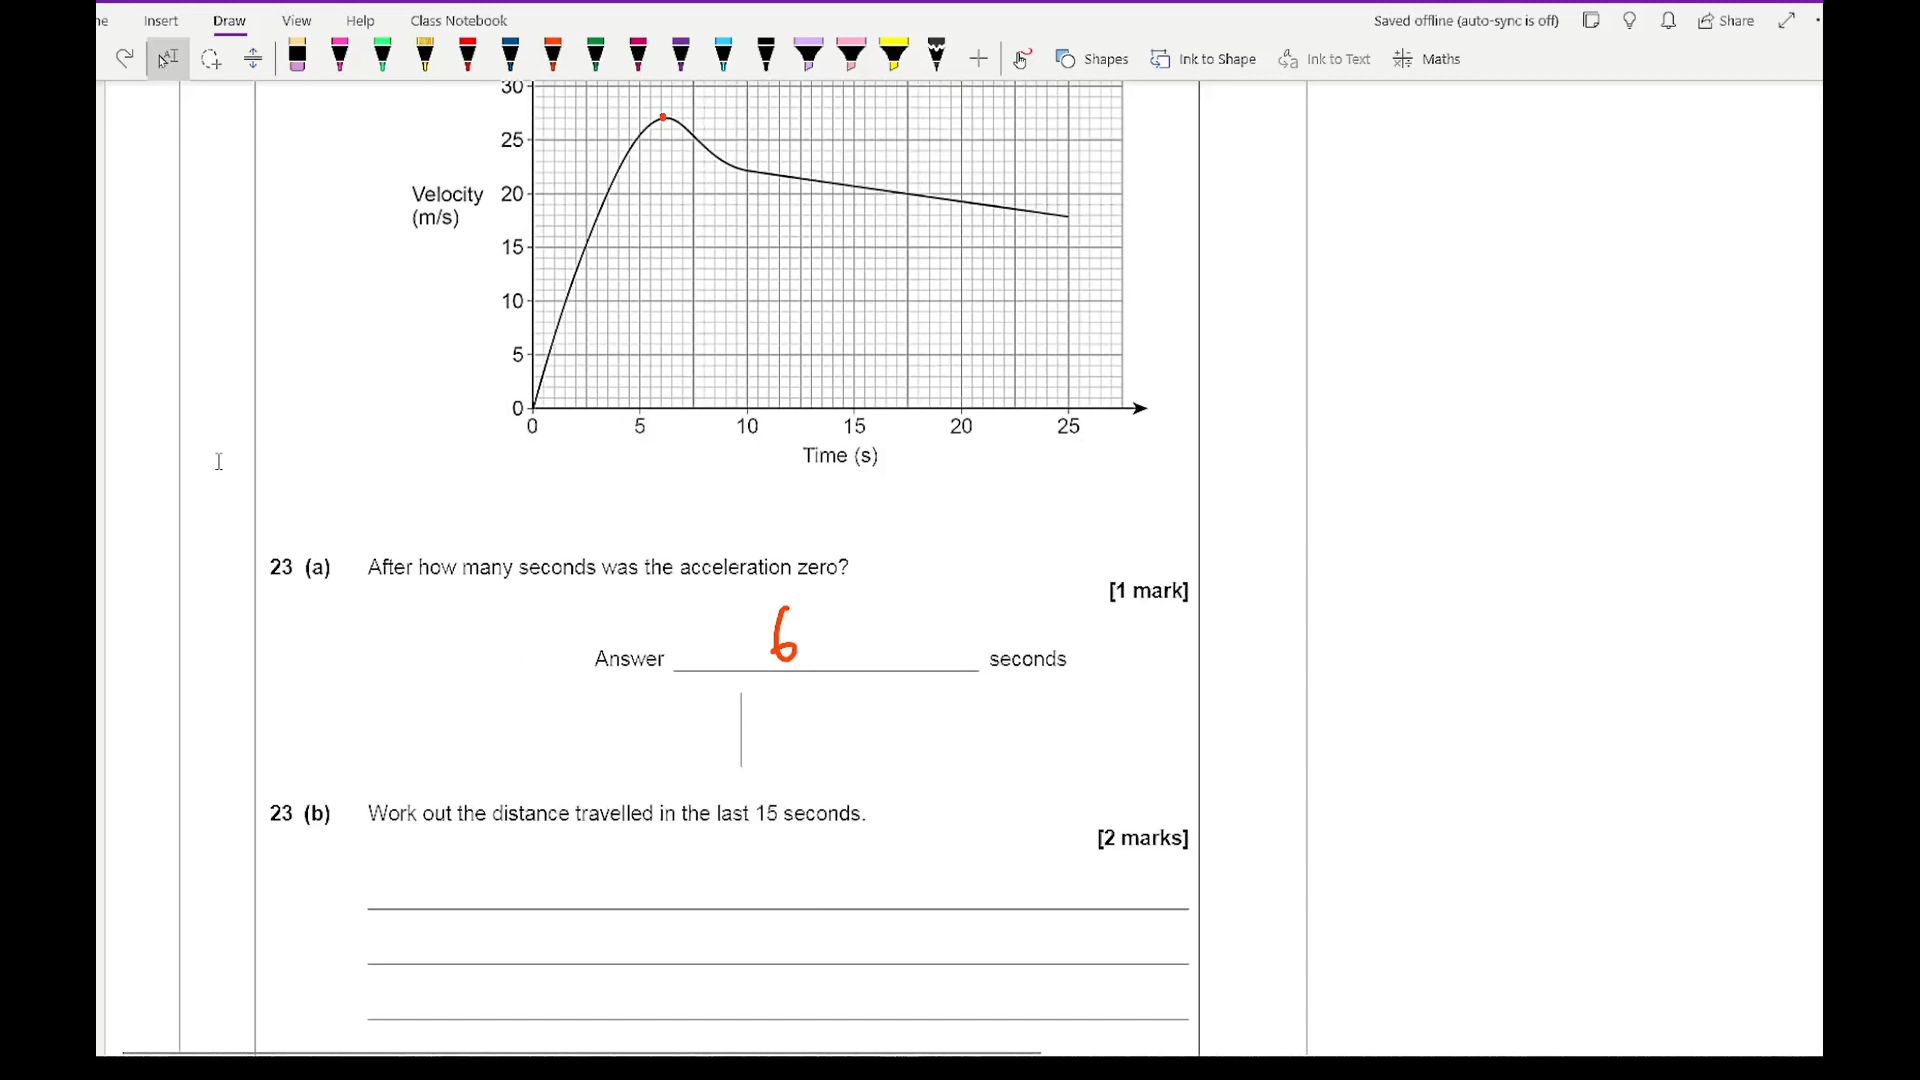 Insert Draw View Help Class Notebook Saved offline (auto-sync is off) Share
Shapes Ink to Shape Ink to Text Maths
30
25
Velocity
(m/s)
20
15
10
5
0
0 5 10 15 20 25
Time (s)
23 (a) After how many seconds was the acceleration zero?
[1 mark]
Answer 6 seconds
23 (b) Work out the distance travelled in the last 15 seconds.
[2 marks]